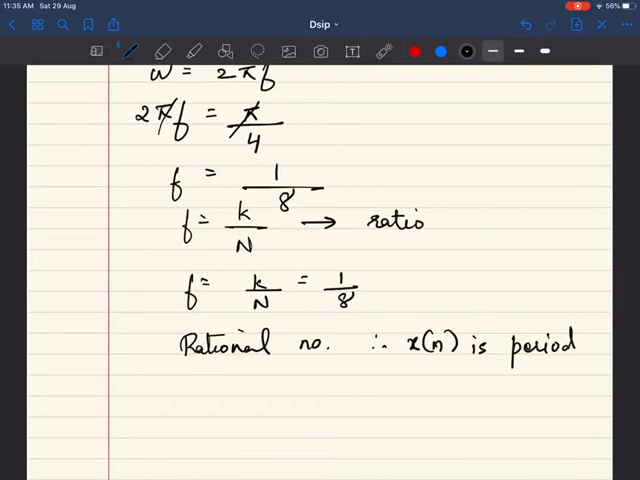 11:35 AM Sat 29 Aug
56%
Dsip
T
ω = 2πf
2πf = π/4
f = 1/8
f = k/N → ratio
f = k/N = 1/8
Rational no. ∴ x(n) is period